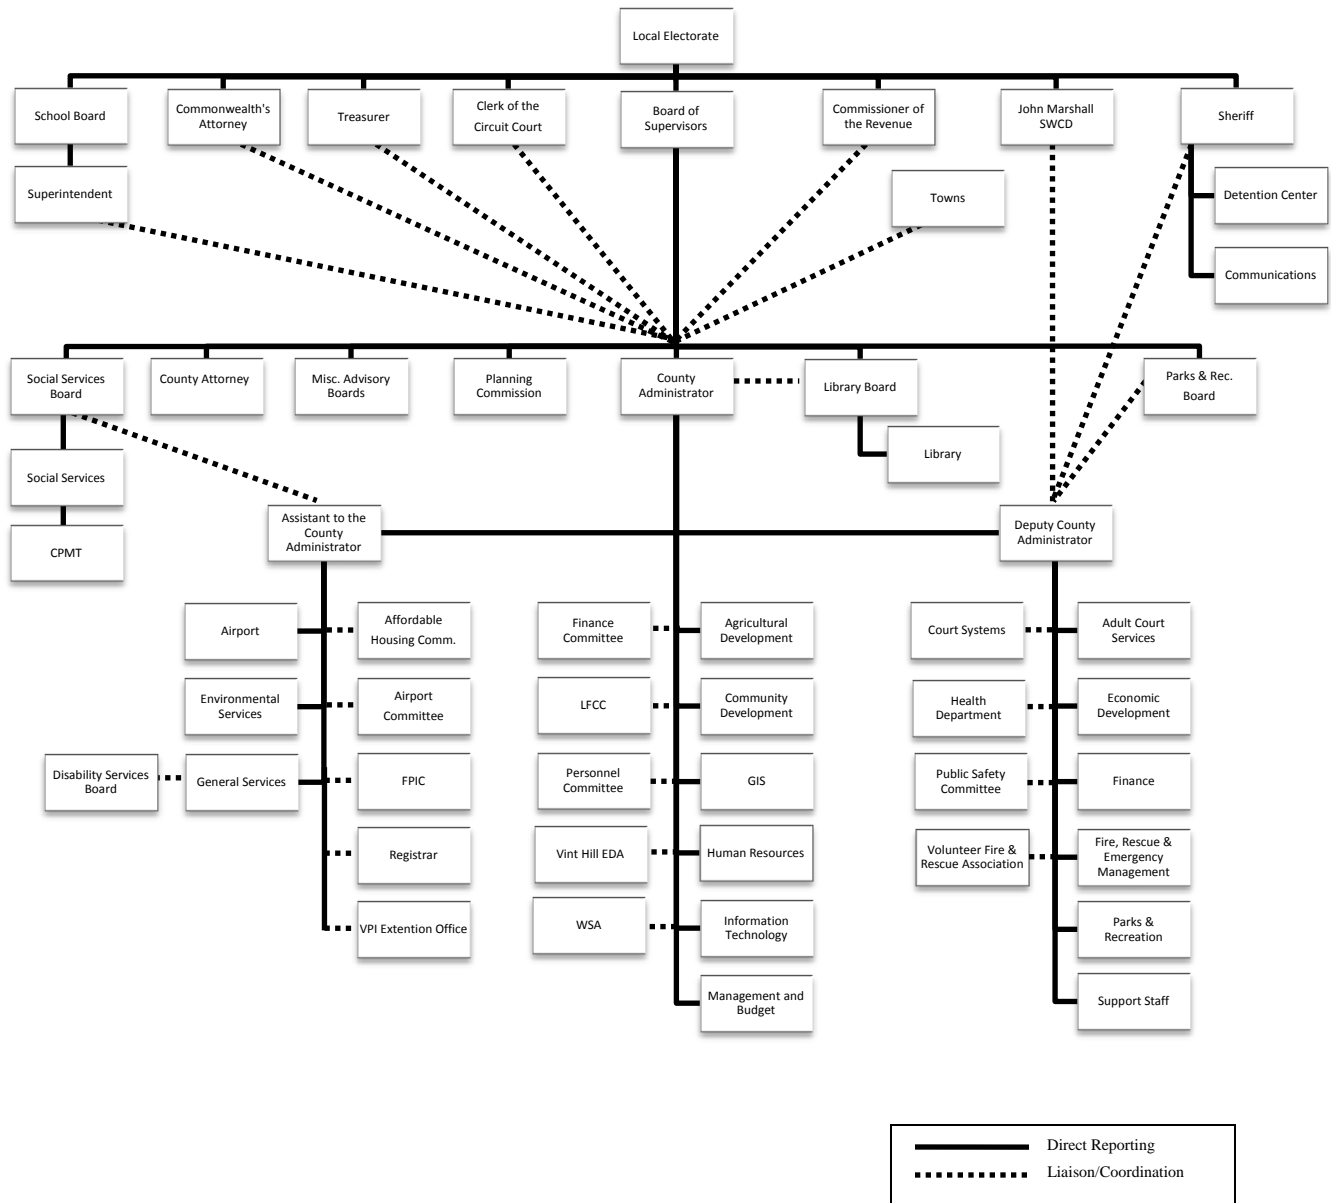 Local Electorate
School Board
Commonwealth's
Attorney
Treasurer
Clerk of the
Circuit Court
Board of
Supervisors
Commissioner of
the Revenue
John Marshall
SWCD
Sheriff
Superintendent
Towns
Detention Center
Communications
Social Services
Board
County Attorney
Misc. Advisory
Boards
Planning
Commission
County
Administrator
Library Board
Parks & Rec.
Board
Social Services
Library
CPMT
Assistant to the
County
Administrator
Deputy County
Administrator
Airport
Affordable
Housing Comm.
Finance
Committee
Agricultural
Development
Court Systems
Adult Court
Services
Environmental
Services
Airport
Committee
LFCC
Community
Development
Health
Department
Economic
Development
Disability Services
Board
General Services
FPIC
Personnel
Committee
GIS
Public Safety
Committee
Finance
Registrar
Vint Hill EDA
Human Resources
Volunteer Fire &
Rescue Association
Fire, Rescue &
Emergency
Management
VPI Extention Office
WSA
Information
Technology
Parks &
Recreation
Management and
Budget
Support Staff
Direct Reporting
Liaison/Coordination